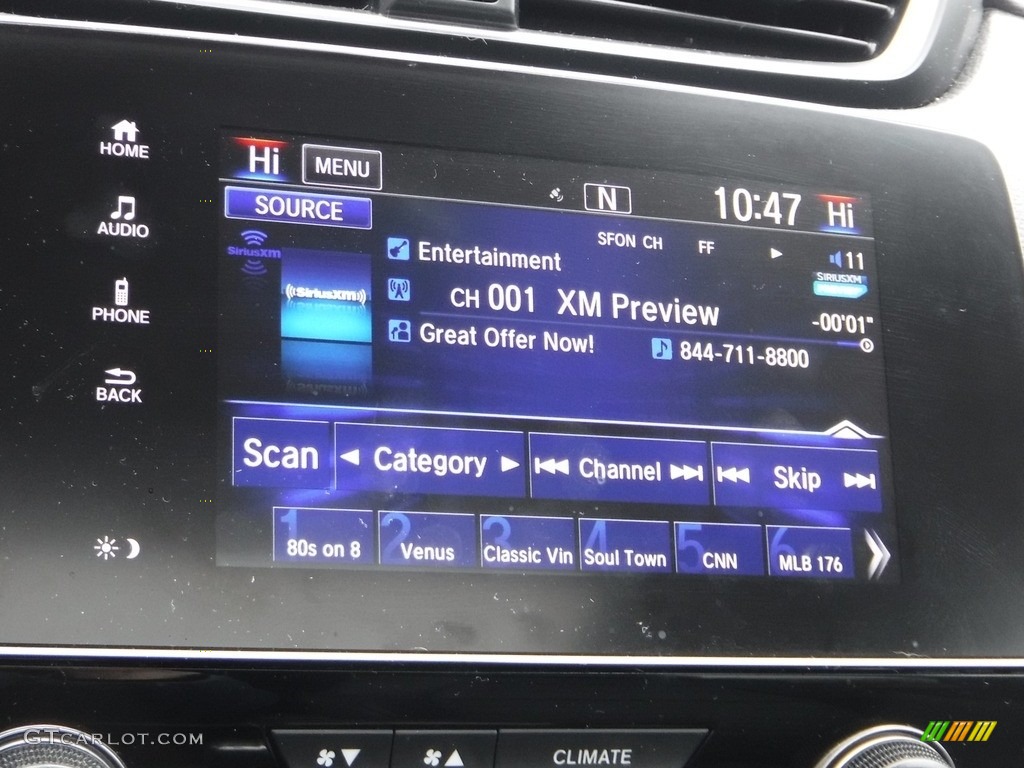 HOME
AUDIO
PHONE
BACK
Hi
MENU
N
10:47
Hi
SOURCE
SiriusXM
((SiriusXM))
Entertainment
SFON CH
FF
11
SIRIUSXM
CH 001 XM Preview
-00'01"
Great Offer Now!
844-711-8800
Scan
Category
Channel
Skip
1 80s on 8
2 Venus
3 Classic Vin
4 Soul Town
5 CNN
6 MLB 176
CLIMATE
GTCARLOT.COM